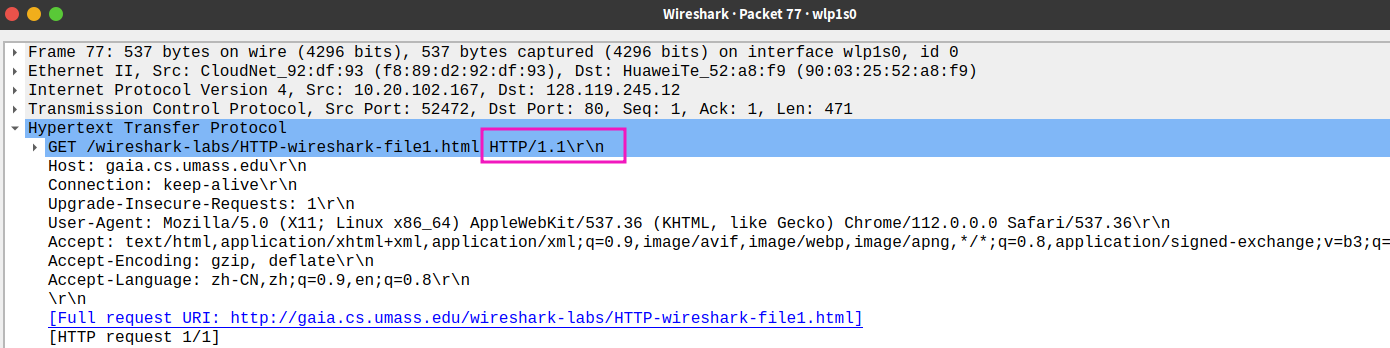 Wireshark · Packet 77 · wlp1s0
Frame 77: 537 bytes on wire (4296 bits), 537 bytes captured (4296 bits) on interface wlp1s0, id 0
Ethernet II, Src: CloudNet_92:df:93 (f8:89:d2:92:df:93), Dst: HuaweiTe_52:a8:f9 (90:03:25:52:a8:f9)
Internet Protocol Version 4, Src: 10.20.102.167, Dst: 128.119.245.12
Transmission Control Protocol, Src Port: 52472, Dst Port: 80, Seq: 1, Ack: 1, Len: 471
Hypertext Transfer Protocol
GET /wireshark-labs/HTTP-wireshark-file1.html HTTP/1.1\r\n
Host: gaia.cs.umass.edu\r\n
Connection: keep-alive\r\n
Upgrade-Insecure-Requests: 1\r\n
User-Agent: Mozilla/5.0 (X11; Linux x86_64) AppleWebKit/537.36 (KHTML, like Gecko) Chrome/112.0.0.0 Safari/537.36\r\n
Accept: text/html,application/xhtml+xml,application/xml;q=0.9,image/avif,image/webp,image/apng,*/*;q=0.8,application/signed-exchange;v=b3;q=
Accept-Encoding: gzip, deflate\r\n
Accept-Language: zh-CN,zh;q=0.9,en;q=0.8\r\n
\r\n
[Full request URI: http://gaia.cs.umass.edu/wireshark-labs/HTTP-wireshark-file1.html]
[HTTP request 1/1]